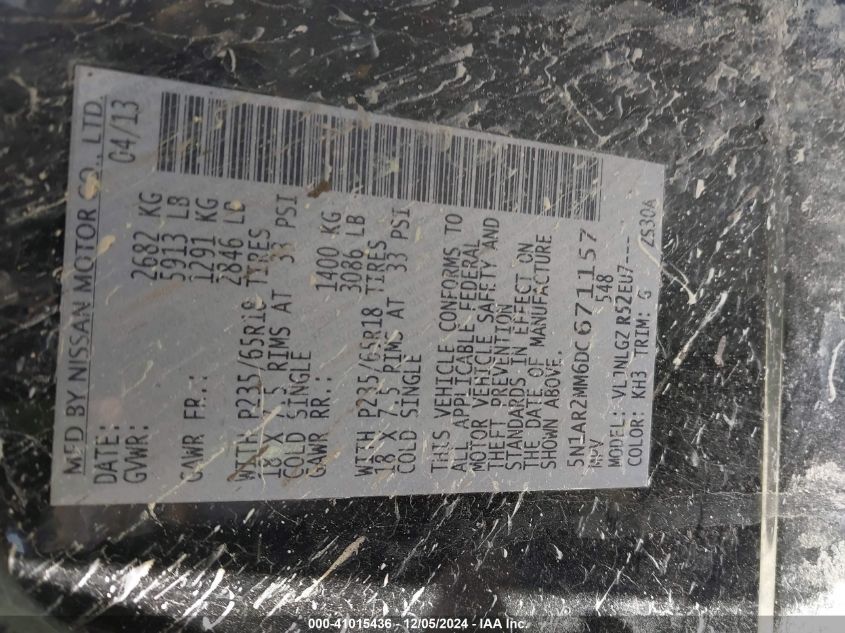 MFD BY NISSAN MOTOR CO., LTD.
DATE: 04/13
GVWR: 2682 KG
5913 LB
GAWR FR.: 1291 KG
2846 LB
WITH P235/65R18 TIRES
18 X 7.5 RIMS AT 33 PSI
COLD SINGLE
GAWR RR.: 1400 KG
3086 LB
WITH P235/65R18 TIRES
18 X 7.5 RIMS AT 33 PSI
COLD SINGLE
THIS VEHICLE CONFORMS TO
ALL APPLICABLE FEDERAL
MOTOR VEHICLE SAFETY AND
THEFT PREVENTION
STANDARDS IN EFFECT ON
THE DATE OF MANUFACTURE
SHOWN ABOVE.
5N1AR2MM6DC671157
MPV 548
MODEL: VLJNLGZ R52EU7---
COLOR: KH3 TRIM: G ZS30A
000-41015436 - 12/05/2024 - IAA Inc.